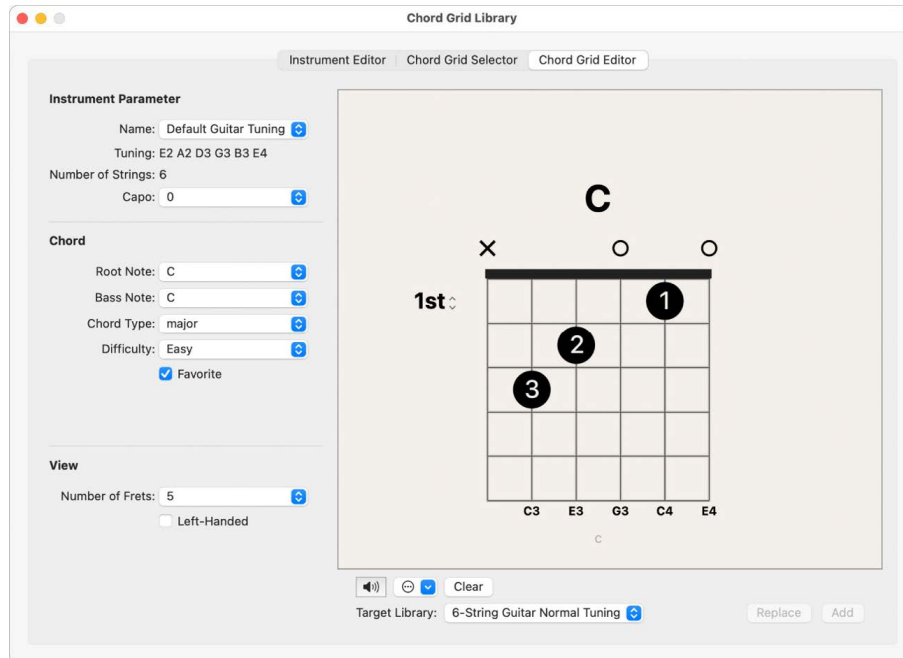 Chord Grid Library
Instrument Editor Chord Grid Selector Chord Grid Editor
Instrument Parameter
Name: Default Guitar Tuning
Tuning: E2 A2 D3 G3 B3 E4
Number of Strings: 6
Capo: 0
Chord
Root Note: C
Bass Note: C
Chord Type: major
Difficulty: Easy
Favorite
View
Number of Frets: 5
Left-Handed
C
1st
1
2
3
C3 E3 G3 C4 E4
C
Clear
Target Library: 6-String Guitar Normal Tuning
Replace Add